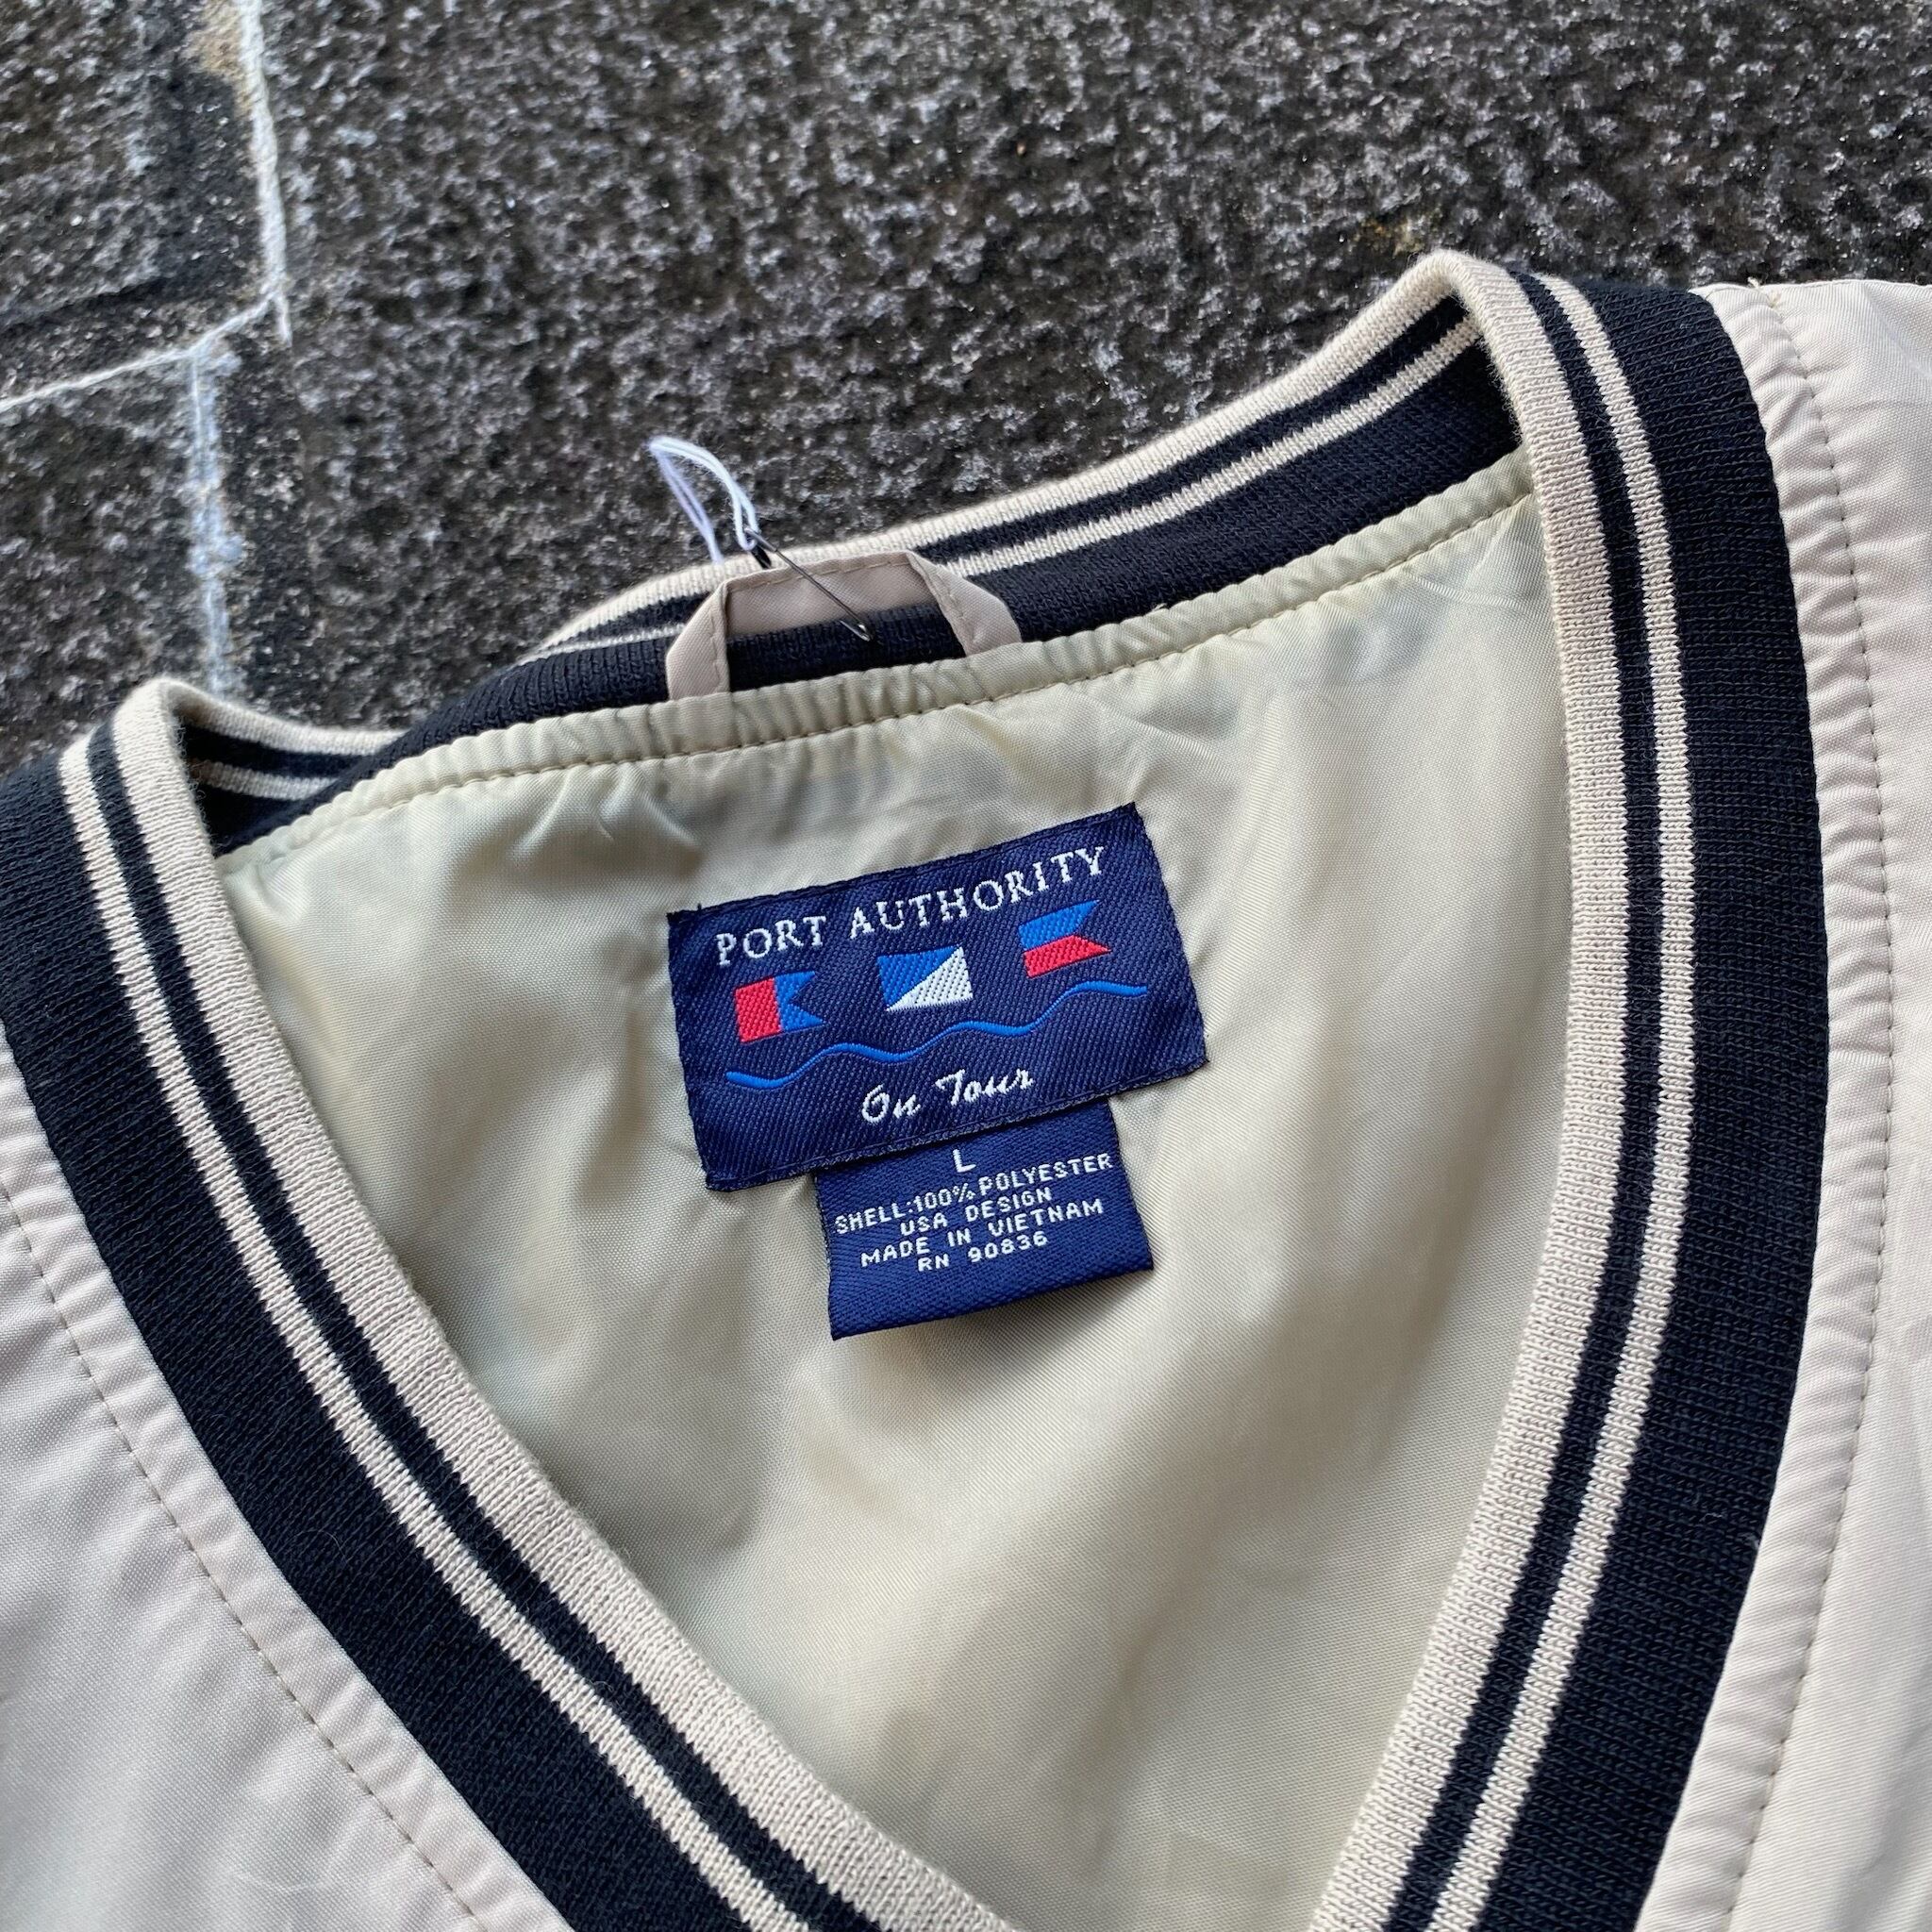 PORT AUTHORITY
On Tour
L
SHELL:100% POLYESTER
USA DESIGN
MADE IN VIETNAM
RN 90836